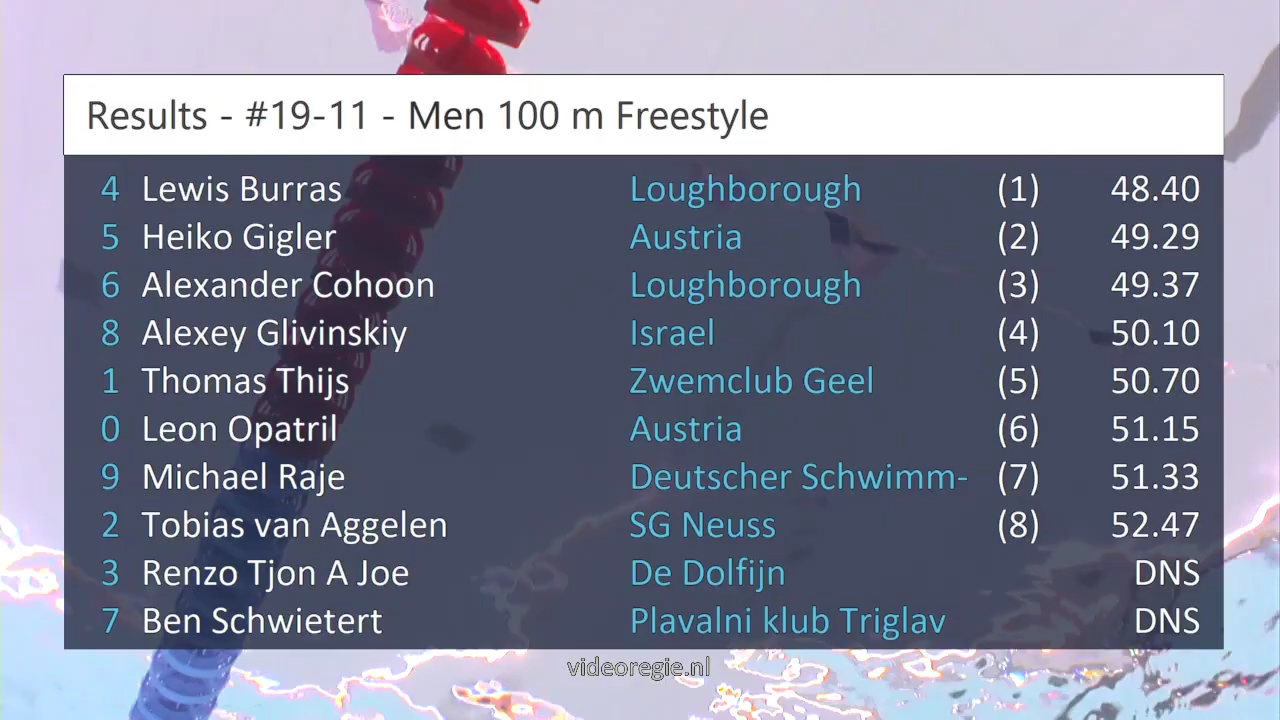 Results - #19-11 - Men 100 m Freestyle
4 Lewis Burras Loughborough (1) 48.40
5 Heiko Gigler Austria (2) 49.29
6 Alexander Cohoon Loughborough (3) 49.37
8 Alexey Glivinskiy Israel (4) 50.10
1 Thomas Thijs Zwemclub Geel (5) 50.70
0 Leon Opatril Austria (6) 51.15
9 Michael Raje Deutscher Schwimm- (7) 51.33
2 Tobias van Aggelen SG Neuss (8) 52.47
3 Renzo Tjon A Joe De Dolfijn DNS
7 Ben Schwietert Plavalni klub Triglav DNS
videoregie.nl